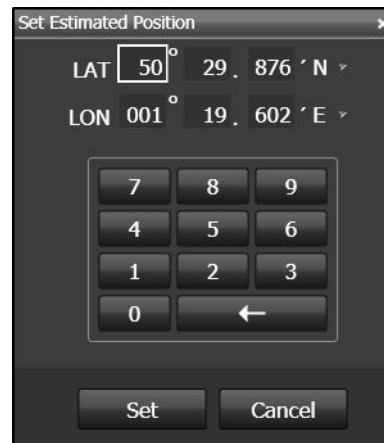 Set Estimated Position ×
LAT 50° 29. 876 ´ N
LON 001° 19. 602 ´ E
7 8 9
4 5 6
1 2 3
0 ←
Set Cancel